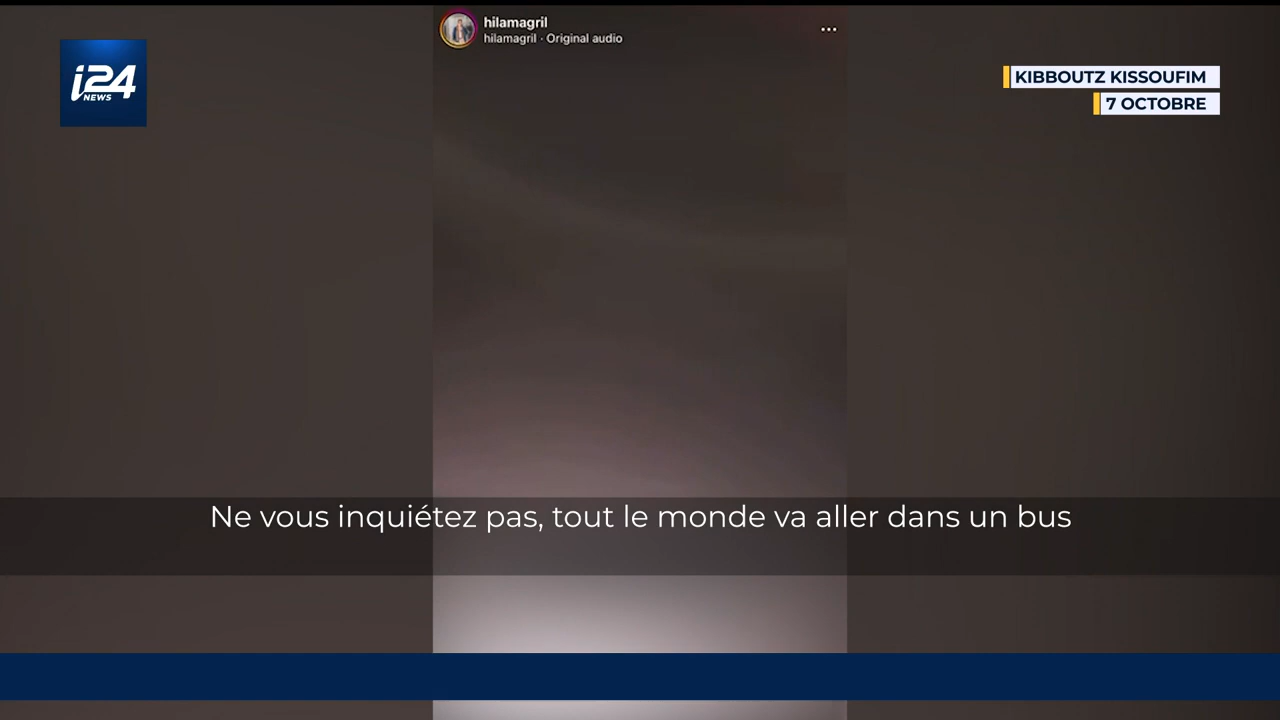 hilamagril
hilamagril · Original audio
i24
NEWS
KIBBOUTZ KISSOUFIM
7 OCTOBRE
Ne vous inquiétez pas, tout le monde va aller dans un bus